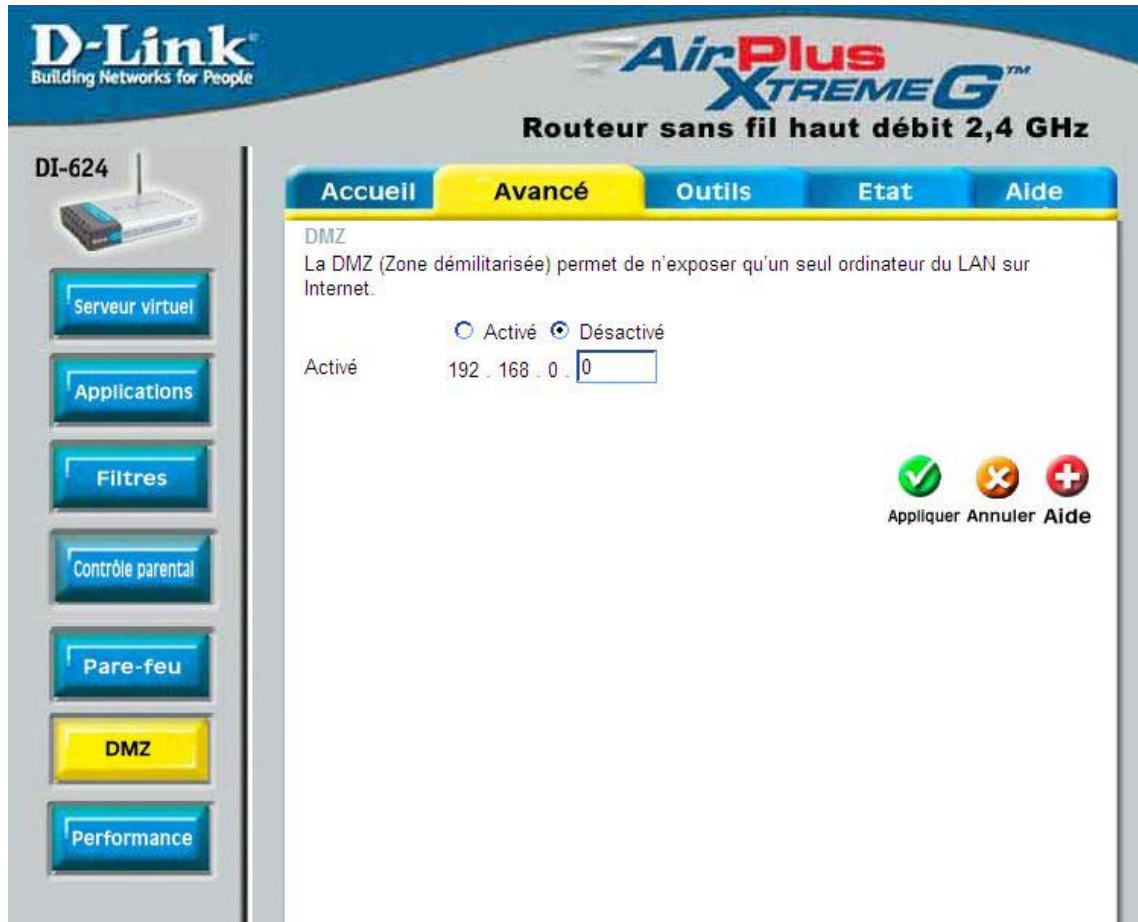 D-Link
Building Networks for People
AirPlus
XTREME G™
Routeur sans fil haut débit 2,4 GHz
DI-624
Accueil
Avancé
Outils
Etat
Aide
DMZ
La DMZ (Zone démilitarisée) permet de n'exposer qu'un seul ordinateur du LAN sur
Internet.
Activé Désactivé
Activé 192 . 168 . 0 . 0
Appliquer Annuler Aide
Serveur virtuel
Applications
Filtres
Contrôle parental
Pare-feu
DMZ
Performance